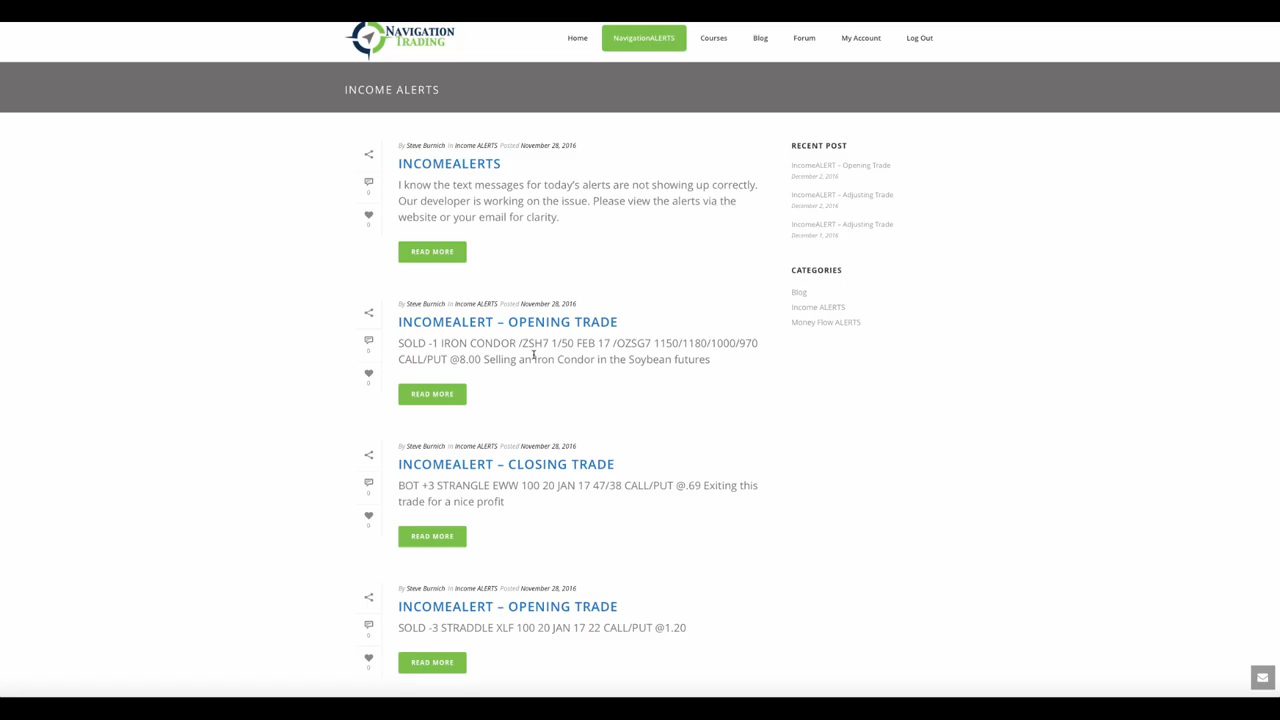 NAVIGATION
TRADING
Home
NavigationALERTS
Courses
Blog
Forum
My Account
Log Out
INCOME ALERTS
By Steve Burnich In Income ALERTS Posted November 28, 2016
INCOMEALERTS
I know the text messages for today's alerts are not showing up correctly.
Our developer is working on the issue. Please view the alerts via the
website or your email for clarity.
0
0
READ MORE
By Steve Burnich In Income ALERTS Posted November 28, 2016
INCOMEALERT – OPENING TRADE
SOLD -1 IRON CONDOR /ZSH7 1/50 FEB 17 /OZSG7 1150/1180/1000/970
CALL/PUT @8.00 Selling an Iron Condor in the Soybean futures
0
0
READ MORE
By Steve Burnich In Income ALERTS Posted November 28, 2016
INCOMEALERT – CLOSING TRADE
BOT +3 STRANGLE EWW 100 20 JAN 17 47/38 CALL/PUT @.69 Exiting this
trade for a nice profit
0
0
READ MORE
By Steve Burnich In Income ALERTS Posted November 28, 2016
INCOMEALERT – OPENING TRADE
SOLD -3 STRADDLE XLF 100 20 JAN 17 22 CALL/PUT @1.20
0
0
READ MORE
RECENT POST
IncomeALERT – Opening Trade
December 2, 2016
IncomeALERT – Adjusting Trade
December 2, 2016
IncomeALERT – Adjusting Trade
December 1, 2016
CATEGORIES
Blog
Income ALERTS
Money Flow ALERTS